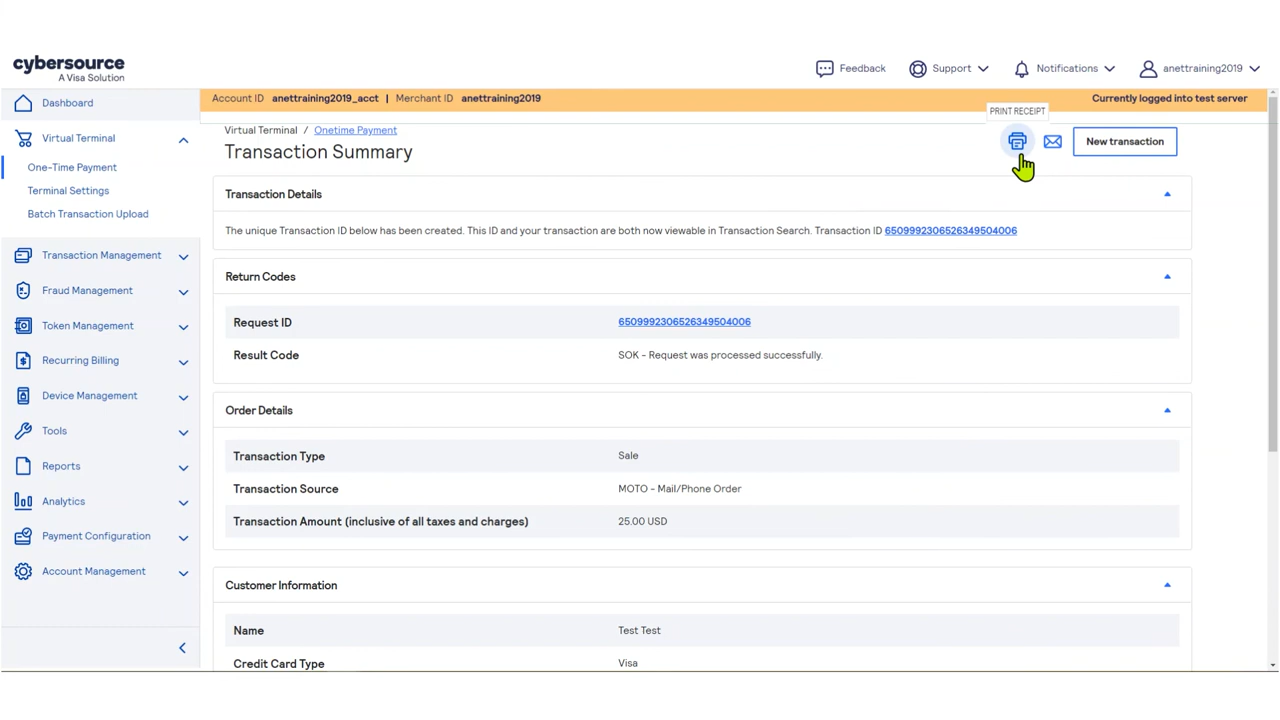 cybersource
A Visa Solution
Feedback
Support
Notifications
anettraining2019
Dashboard
Virtual Terminal
One-Time Payment
Terminal Settings
Batch Transaction Upload
Transaction Management
Fraud Management
Token Management
Recurring Billing
Device Management
Tools
Reports
Analytics
Payment Configuration
Account Management
Account ID anettraining2019_acct | Merchant ID anettraining2019
Currently logged into test server
PRINT RECEIPT
Virtual Terminal / Onetime Payment
Transaction Summary
New transaction
Transaction Details
The unique Transaction ID below has been created. This ID and your transaction are both now viewable in Transaction Search. Transaction ID 6509992306526349504006
Return Codes
Request ID 6509992306526349504006
Result Code SOK - Request was processed successfully.
Order Details
Transaction Type Sale
Transaction Source MOTO - Mail/Phone Order
Transaction Amount (inclusive of all taxes and charges) 25.00 USD
Customer Information
Name Test Test
Credit Card Type Visa